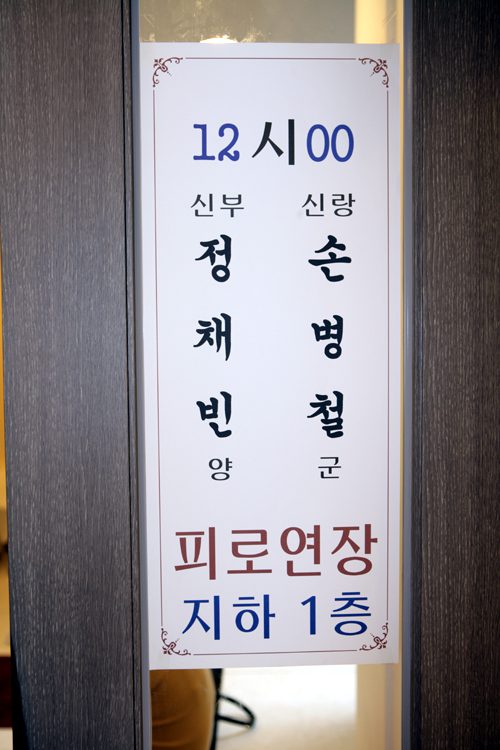 12시00
신부 신랑
정채빈양
손병철군
피로연장
지하 1층